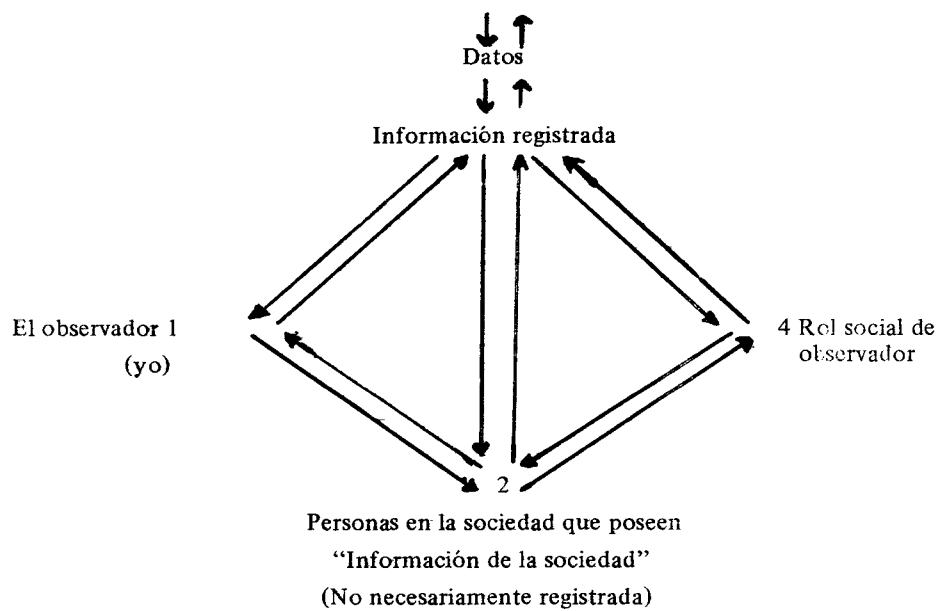 Datos
Información registrada
El observador 1
(yo)
4 Rol social de
observador
2
Personas en la sociedad que poseen
“Información de la sociedad”
(No necesariamente registrada)